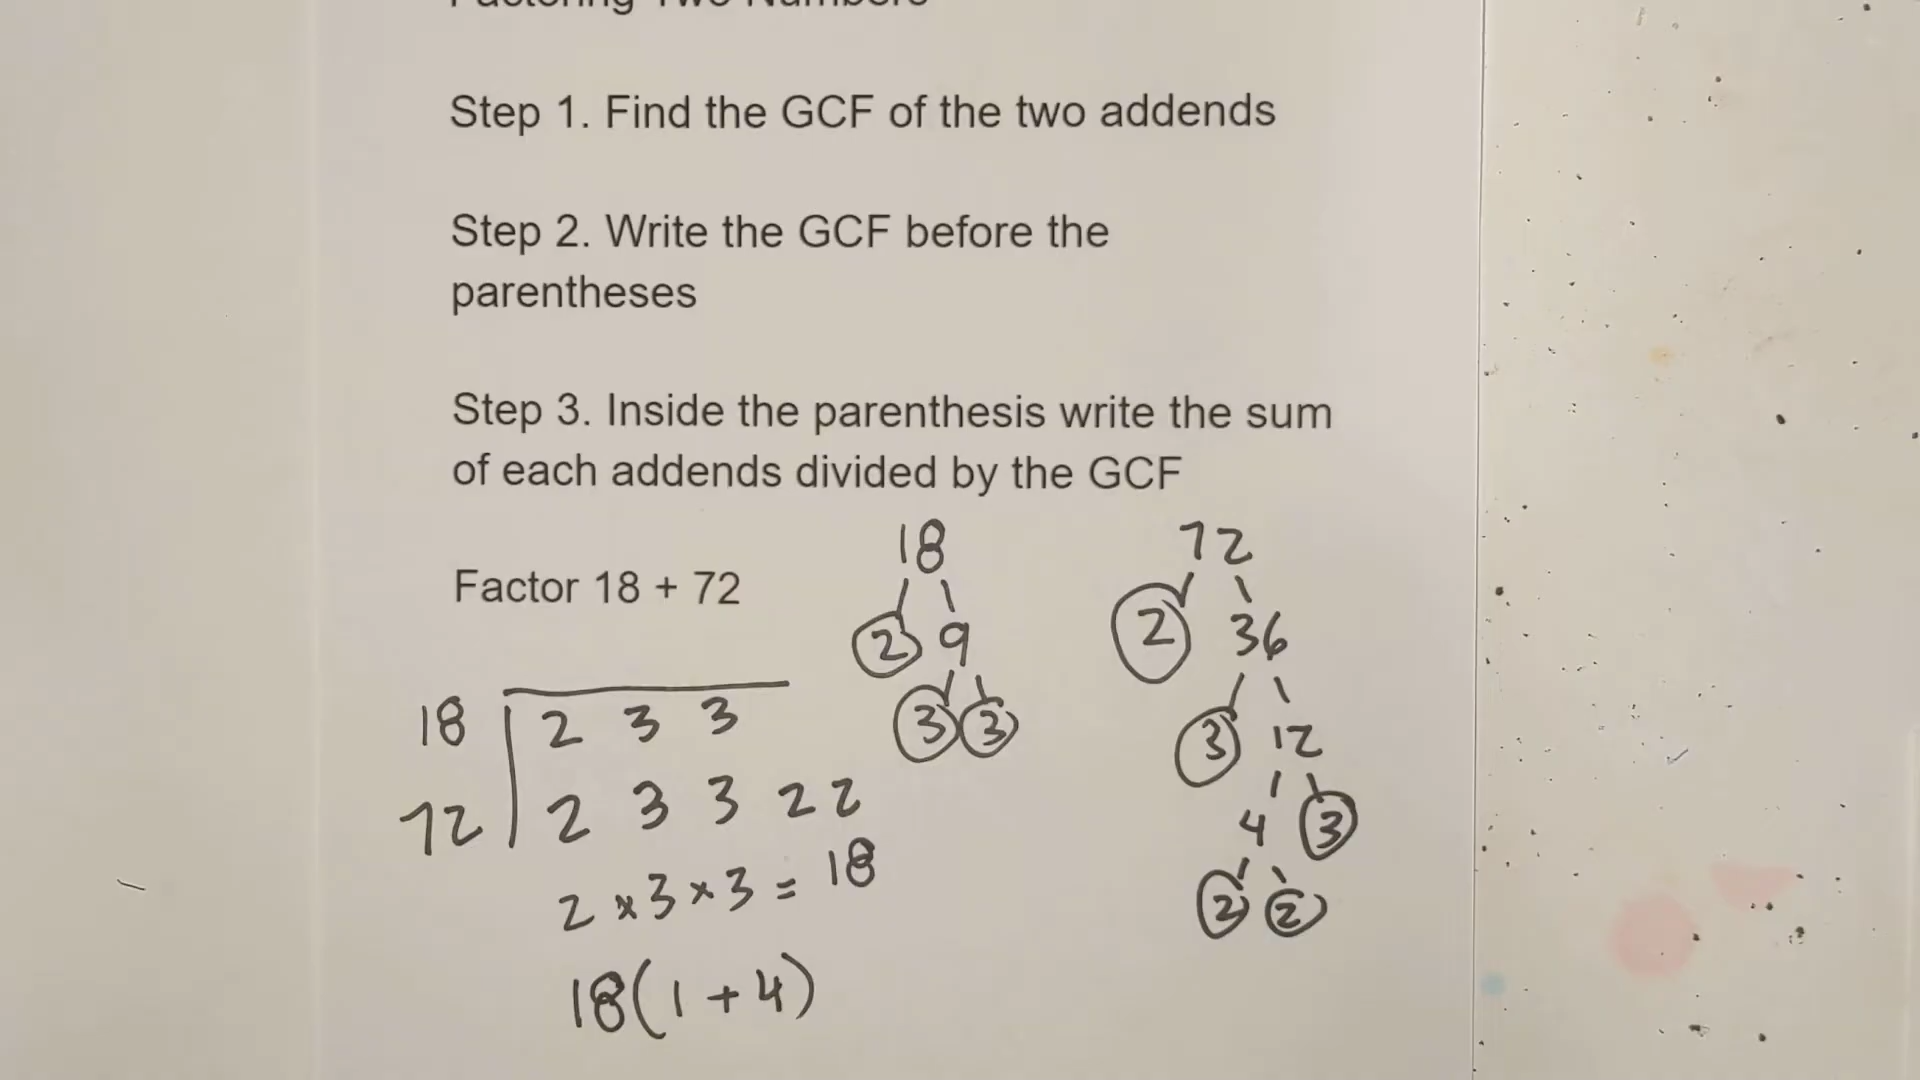 Factoring Two Numbers
Step 1. Find the GCF of the two addends
Step 2. Write the GCF before the
parentheses
Step 3. Inside the parenthesis write the sum
of each addends divided by the GCF
Factor 18 + 72
18
2 9
3 3
72
2 36
3 12
4 3
2 2
18 2 3 3
72 2 3 3 2 2
2 × 3 × 3 = 18
18(1 + 4)